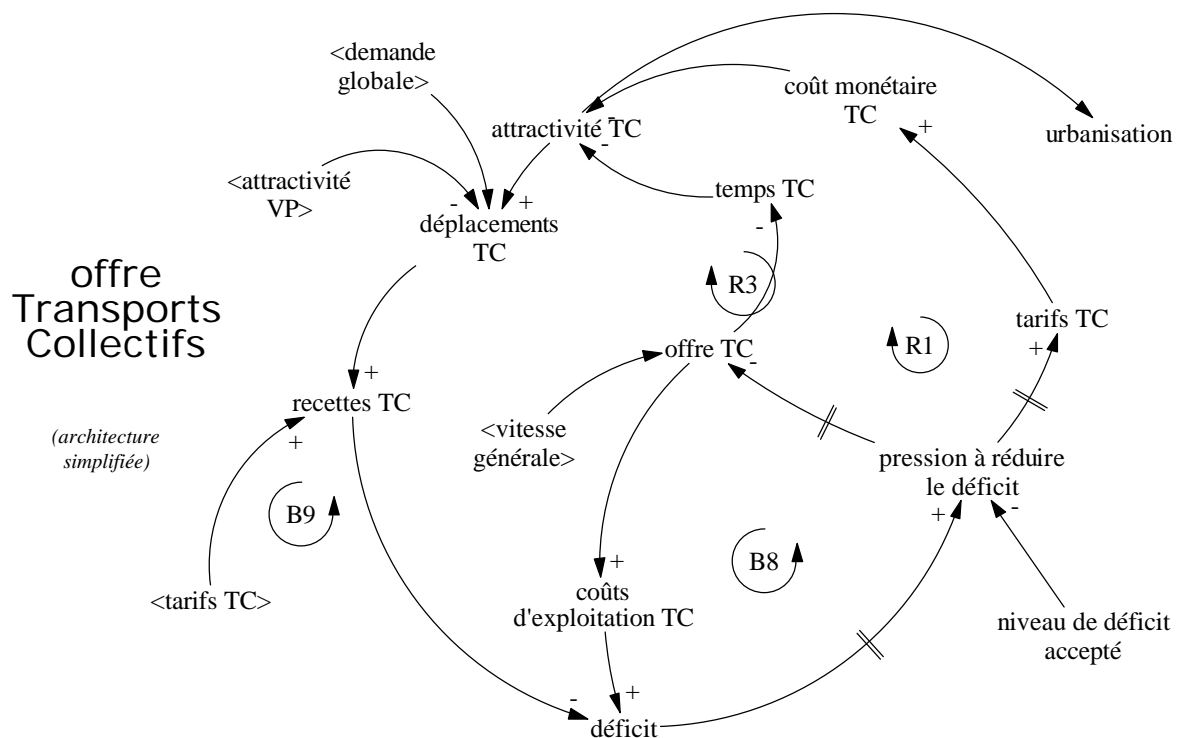 <demande
globale>
coût monétaire
TC
attractivité TC
-
-
+
urbanisation
<attractivité
VP>
temps TC
-
-
+
déplacements
TC
offre
Transports
Collectifs
R3
tarifs TC
+
R1
offre TC
-
+
recettes TC
+
(architecture
simplifiée)
<vitesse
générale>
pression à réduire
le déficit
+
-
B9
B8
+
coûts
d'exploitation TC
<tarifs TC>
niveau de déficit
accepté
-
+
déficit